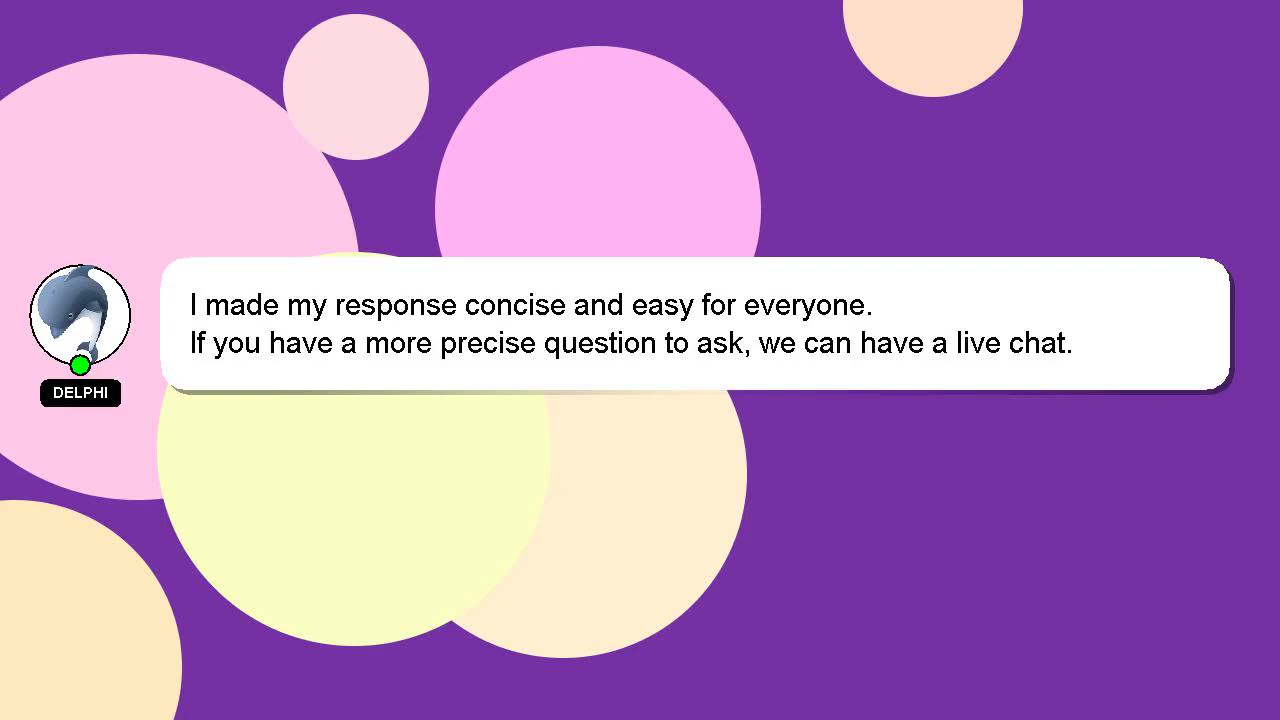 I made my response concise and easy for everyone.
If you have a more precise question to ask, we can have a live chat.
DELPHI